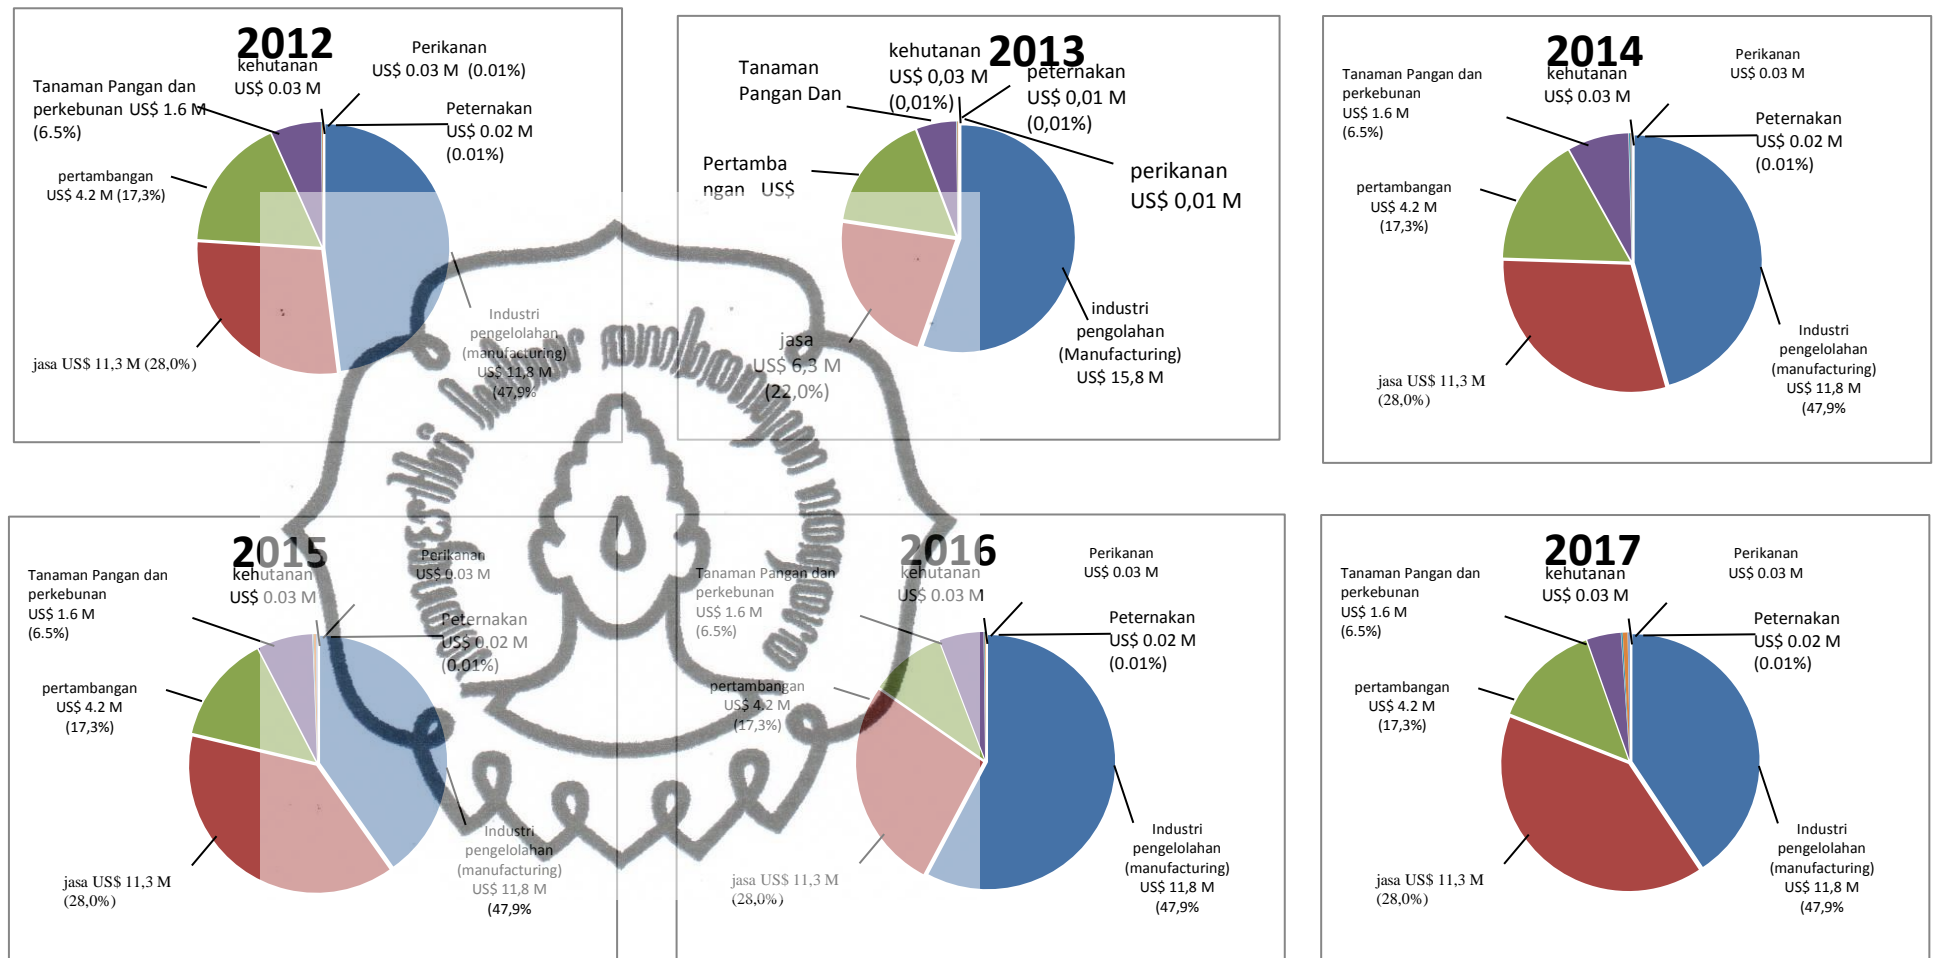 2012
kehutanan
US$ 0.03 M
Perikanan
US$ 0.03 M (0.01%)
Tanaman Pangan dan
perkebunan US$ 1.6 M
(6.5%)
Peternakan
US$ 0.02 M
(0.01%)
pertambangan
US$ 4.2 M (17,3%)
Industri
pengelolahan
(manufacturing)
US$ 11,8 M
(47,9%
jasa US$ 11,3 M (28,0%)
2013
kehutanan
US$ 0,03 M
(0,01%)
Tanaman
Pangan Dan
peternakan
US$ 0,01 M
(0,01%)
Pertamba
ngan US$
perikanan
US$ 0,01 M
industri
pengolahan
(Manufacturing)
US$ 15,8 M
jasa
US$ 6,3 M
(22,0%)
2014
kehutanan
US$ 0.03 M
Perikanan
US$ 0.03 M
Tanaman Pangan dan
perkebunan
US$ 1.6 M
(6.5%)
Peternakan
US$ 0.02 M
(0.01%)
pertambangan
US$ 4.2 M
(17,3%)
Industri
pengelolahan
(manufacturing)
US$ 11,8 M
(47,9%
jasa US$ 11,3 M
(28,0%)
2015
kehutanan
US$ 0.03 M
Perikanan
US$ 0.03 M
Tanaman Pangan dan
perkebunan
US$ 1.6 M
(6.5%)
Peternakan
US$ 0.02 M
(0.01%)
pertambangan
US$ 4.2 M
(17,3%)
Industri
pengelolahan
(manufacturing)
US$ 11,8 M
(47,9%
jasa US$ 11,3 M
(28,0%)
2016
kehutanan
US$ 0.03 M
Perikanan
US$ 0.03 M
Tanaman Pangan dan
perkebunan
US$ 1.6 M
(6.5%)
Peternakan
US$ 0.02 M
(0.01%)
pertambangan
US$ 4.2 M
(17,3%)
Industri
pengelolahan
(manufacturing)
US$ 11,8 M
(47,9%
jasa US$ 11,3 M
(28,0%)
2017
kehutanan
US$ 0.03 M
Perikanan
US$ 0.03 M
Tanaman Pangan dan
perkebunan
US$ 1.6 M
(6.5%)
Peternakan
US$ 0.02 M
(0.01%)
pertambangan
US$ 4.2 M
(17,3%)
Industri
pengelolahan
(manufacturing)
US$ 11,8 M
(47,9%
jasa US$ 11,3 M
(28,0%)